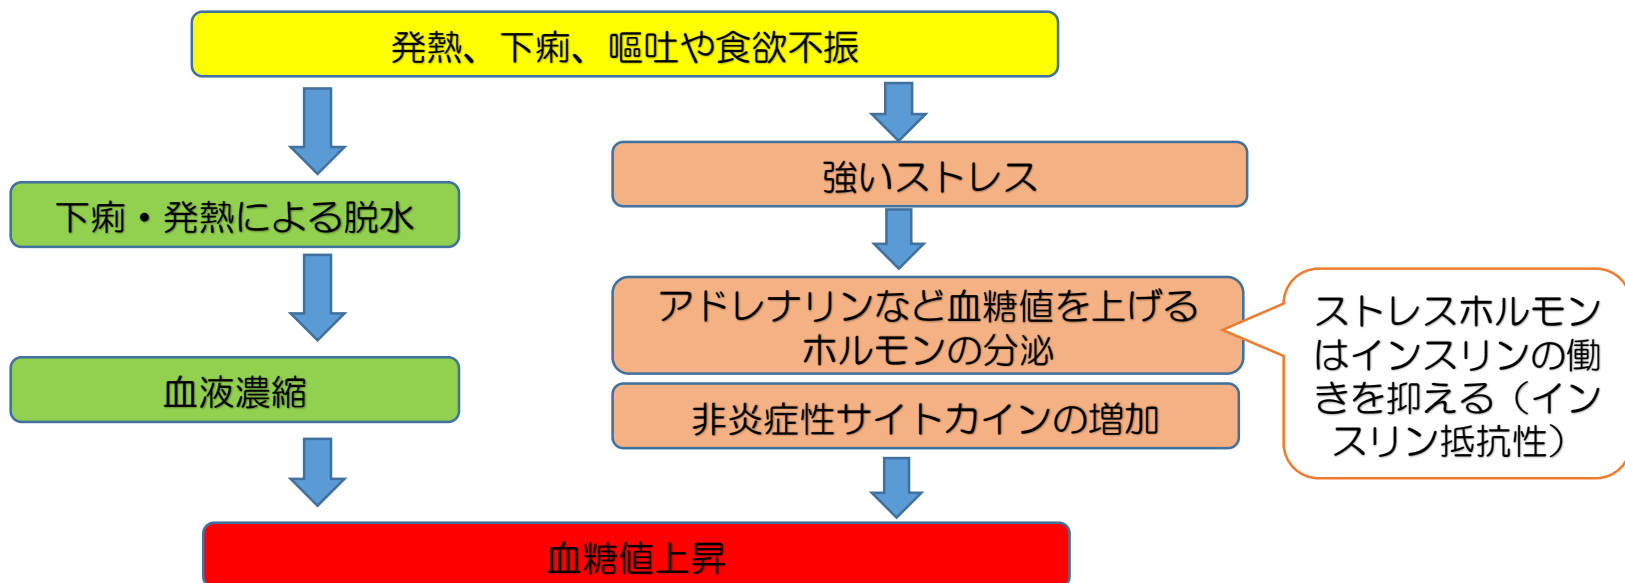 発熱、下痢、嘔吐や食欲不振
強いストレス
下痢・発熱による脱水
アドレナリンなど血糖値を上げる
ホルモンの分泌
ストレスホルモン
はインスリンの働
きを抑える（イン
スリン抵抗性）
血液濃縮
非炎症性サイトカインの増加
血糖値上昇